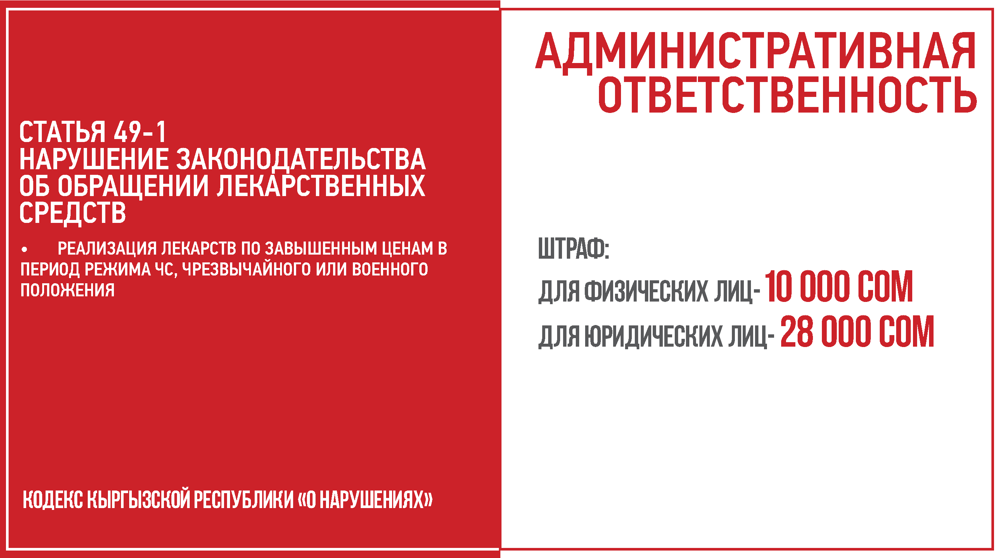 СТАТЬЯ 49-1
НАРУШЕНИЕ ЗАКОНОДАТЕЛЬСТВА
ОБ ОБРАЩЕНИИ ЛЕКАРСТВЕННЫХ
СРЕДСТВ
• РЕАЛИЗАЦИЯ ЛЕКАРСТВ ПО ЗАВЫШЕННЫМ ЦЕНАМ В
ПЕРИОД РЕЖИМА ЧС, ЧРЕЗВЫЧАЙНОГО ИЛИ ВОЕННОГО
ПОЛОЖЕНИЯ
КОДЕКС КЫРГЫЗСКОЙ РЕСПУБЛИКИ «О НАРУШЕНИЯХ»
АДМИНИСТРАТИВНАЯ
ОТВЕТСТВЕННОСТЬ
ШТРАФ:
ДЛЯ ФИЗИЧЕСКИХ ЛИЦ- 10 000 СОМ
ДЛЯ ЮРИДИЧЕСКИХ ЛИЦ- 28 000 СОМ